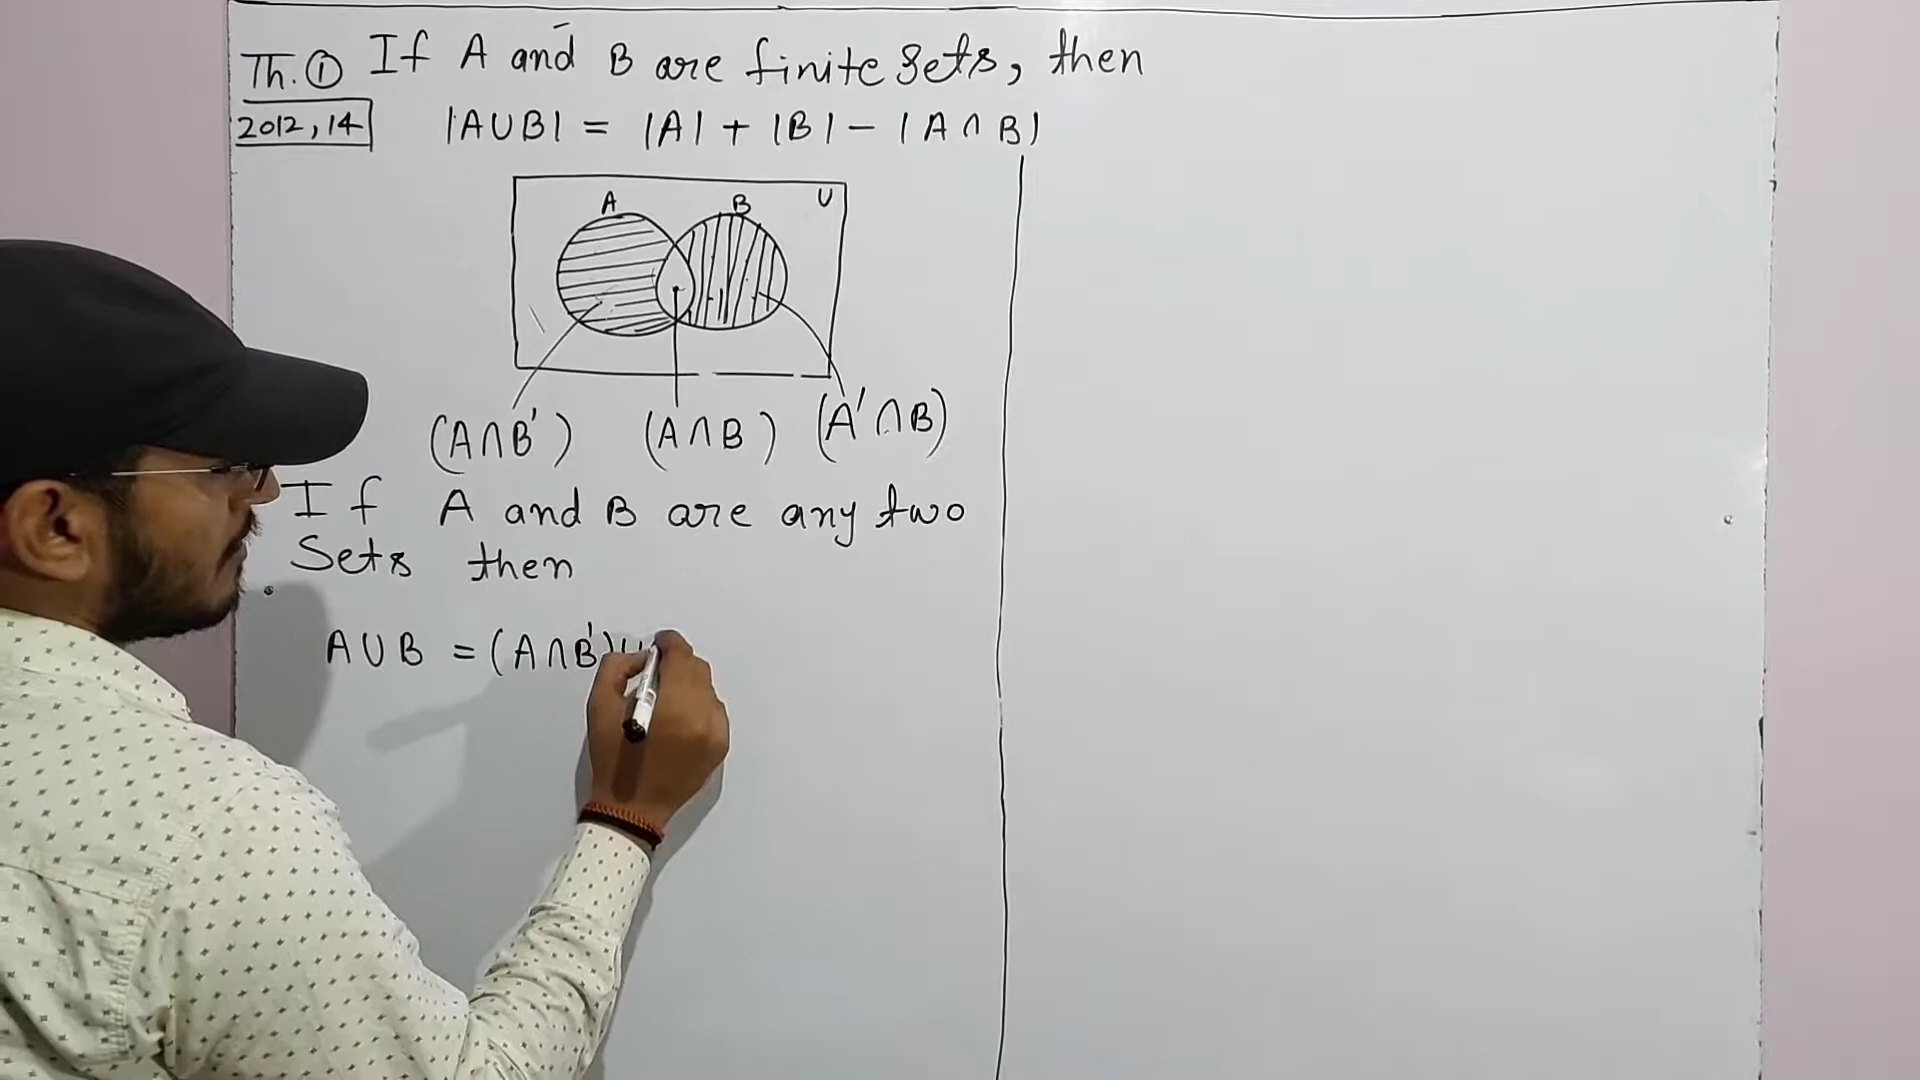 Th. ① If A and B are finite sets, then
2012, 14
|A∪B| = |A| + |B| − |A ∩ B|
A B U
(A∩B') (A∩B) (A'∩B)
If A and B are any two
Sets then
A∪B = (A∩B')∪